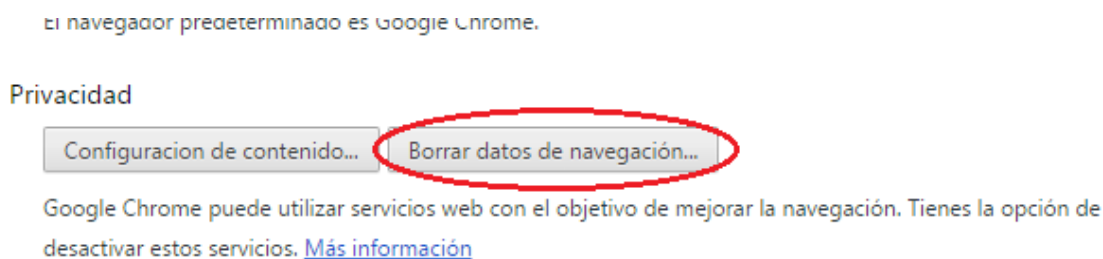 El navegador predeterminado es Google Chrome.
Privacidad
Configuracion de contenido... Borrar datos de navegación...
Google Chrome puede utilizar servicios web con el objetivo de mejorar la navegación. Tienes la opción de
desactivar estos servicios. Más información